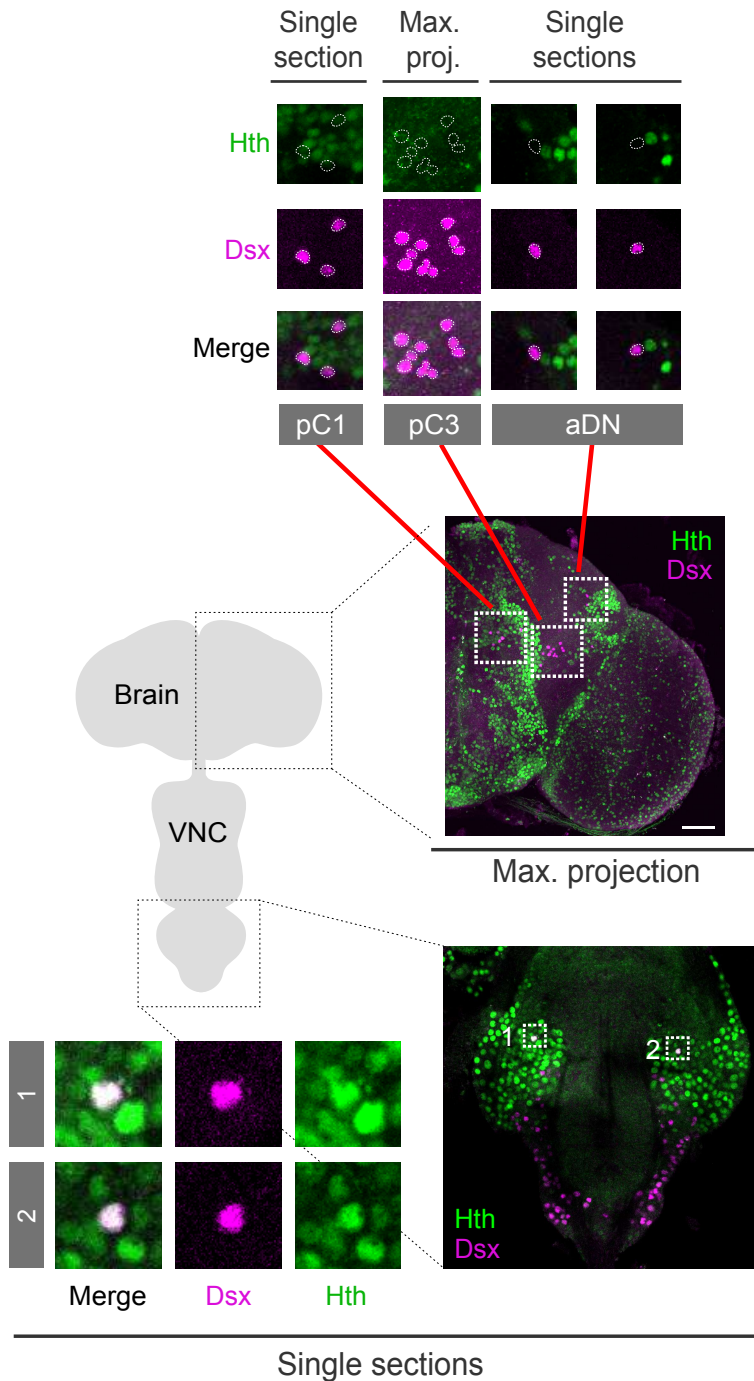 Single
section
Max.
proj.
Single
sections
Hth
Dsx
Merge
pC1
pC3
aDN
Hth
Dsx
Brain
VNC
Max. projection
1
2
1
2
Hth
Dsx
Merge
Dsx
Hth
Single sections